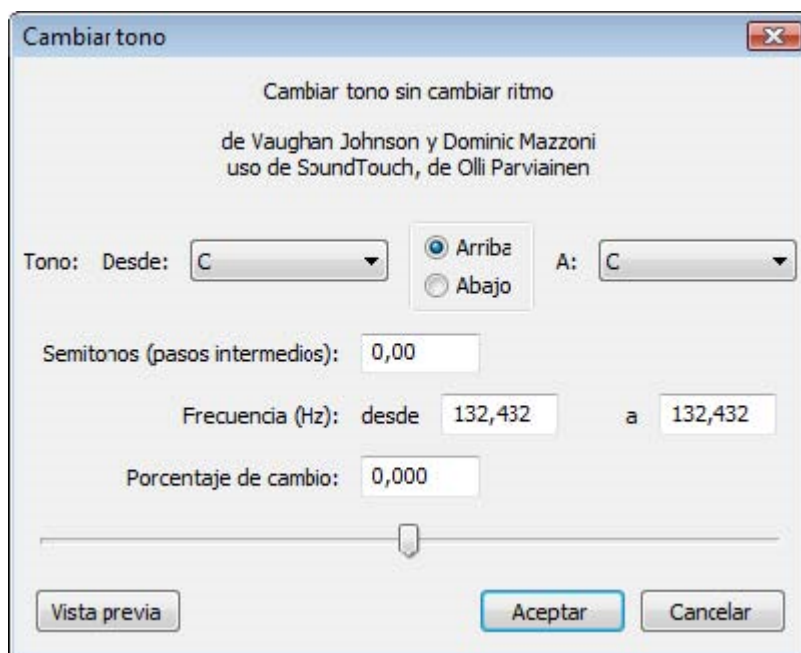 Cambiar tono
Cambiar tono sin cambiar ritmo
de Vaughan Johnson y Dominic Mazzoni
uso de SoundTouch, de Olli Parviainen
Tono: Desde: C Arriba A: C
Abajo
Semitonos (pasos intermedios): 0,00
Frecuencia (Hz): desde 132,432 a 132,432
Porcentaje de cambio: 0,000
Vista previa Aceptar Cancelar